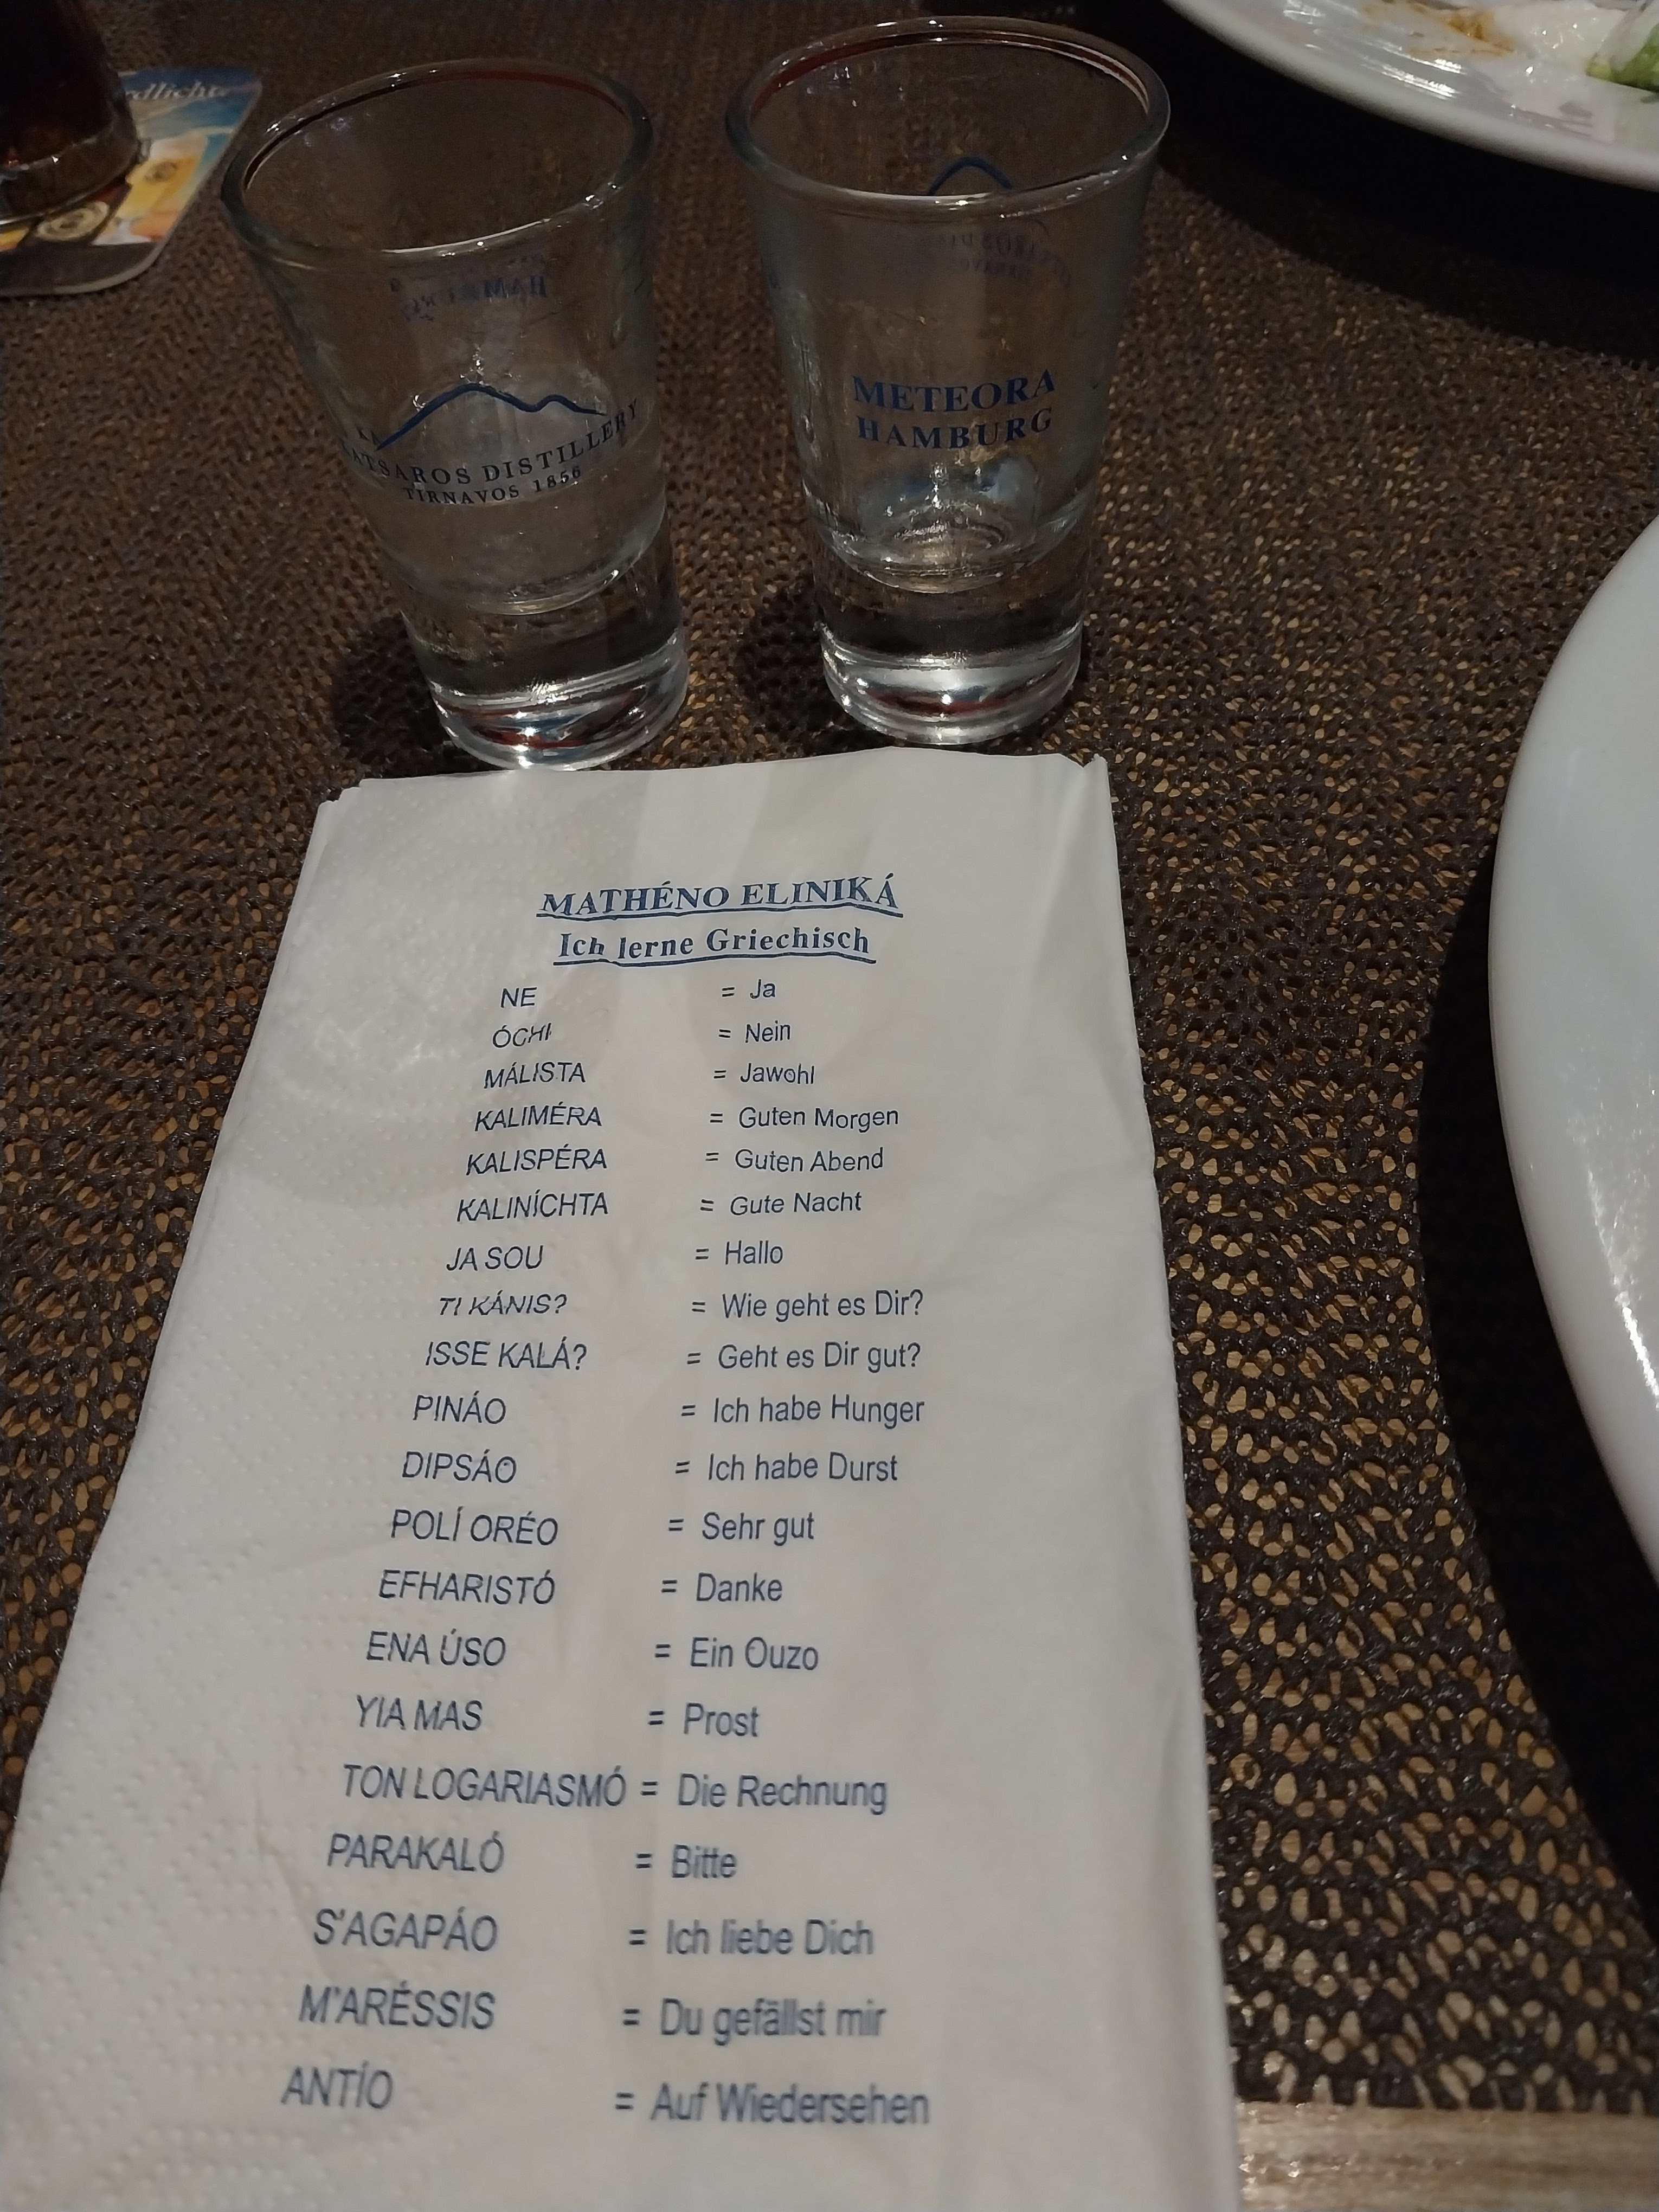 rdlicht
KATSAROS DISTILLERY
TIRNAVOS 1856
METEORA
HAMBURG
MATHÉNO ELINIKÁ
Ich lerne Griechisch
NE = Ja
ÓCHI = Nein
MÁLISTA = Jawohl
KALIMÉRA = Guten Morgen
KALISPÉRA = Guten Abend
KALINÍCHTA = Gute Nacht
JA SOU = Hallo
TI KÁNIS? = Wie geht es Dir?
ISSE KALÁ? = Geht es Dir gut?
PINÁO = Ich habe Hunger
DIPSÁO = Ich habe Durst
POLÍ ORÉO = Sehr gut
EFHARISTÓ = Danke
ENA ÚSO = Ein Ouzo
YIA MAS = Prost
TON LOGARIASMÓ = Die Rechnung
PARAKALÓ = Bitte
S'AGAPÁO = Ich liebe Dich
M'ARÉSSIS = Du gefällst mir
ANTÍO = Auf Wiedersehen